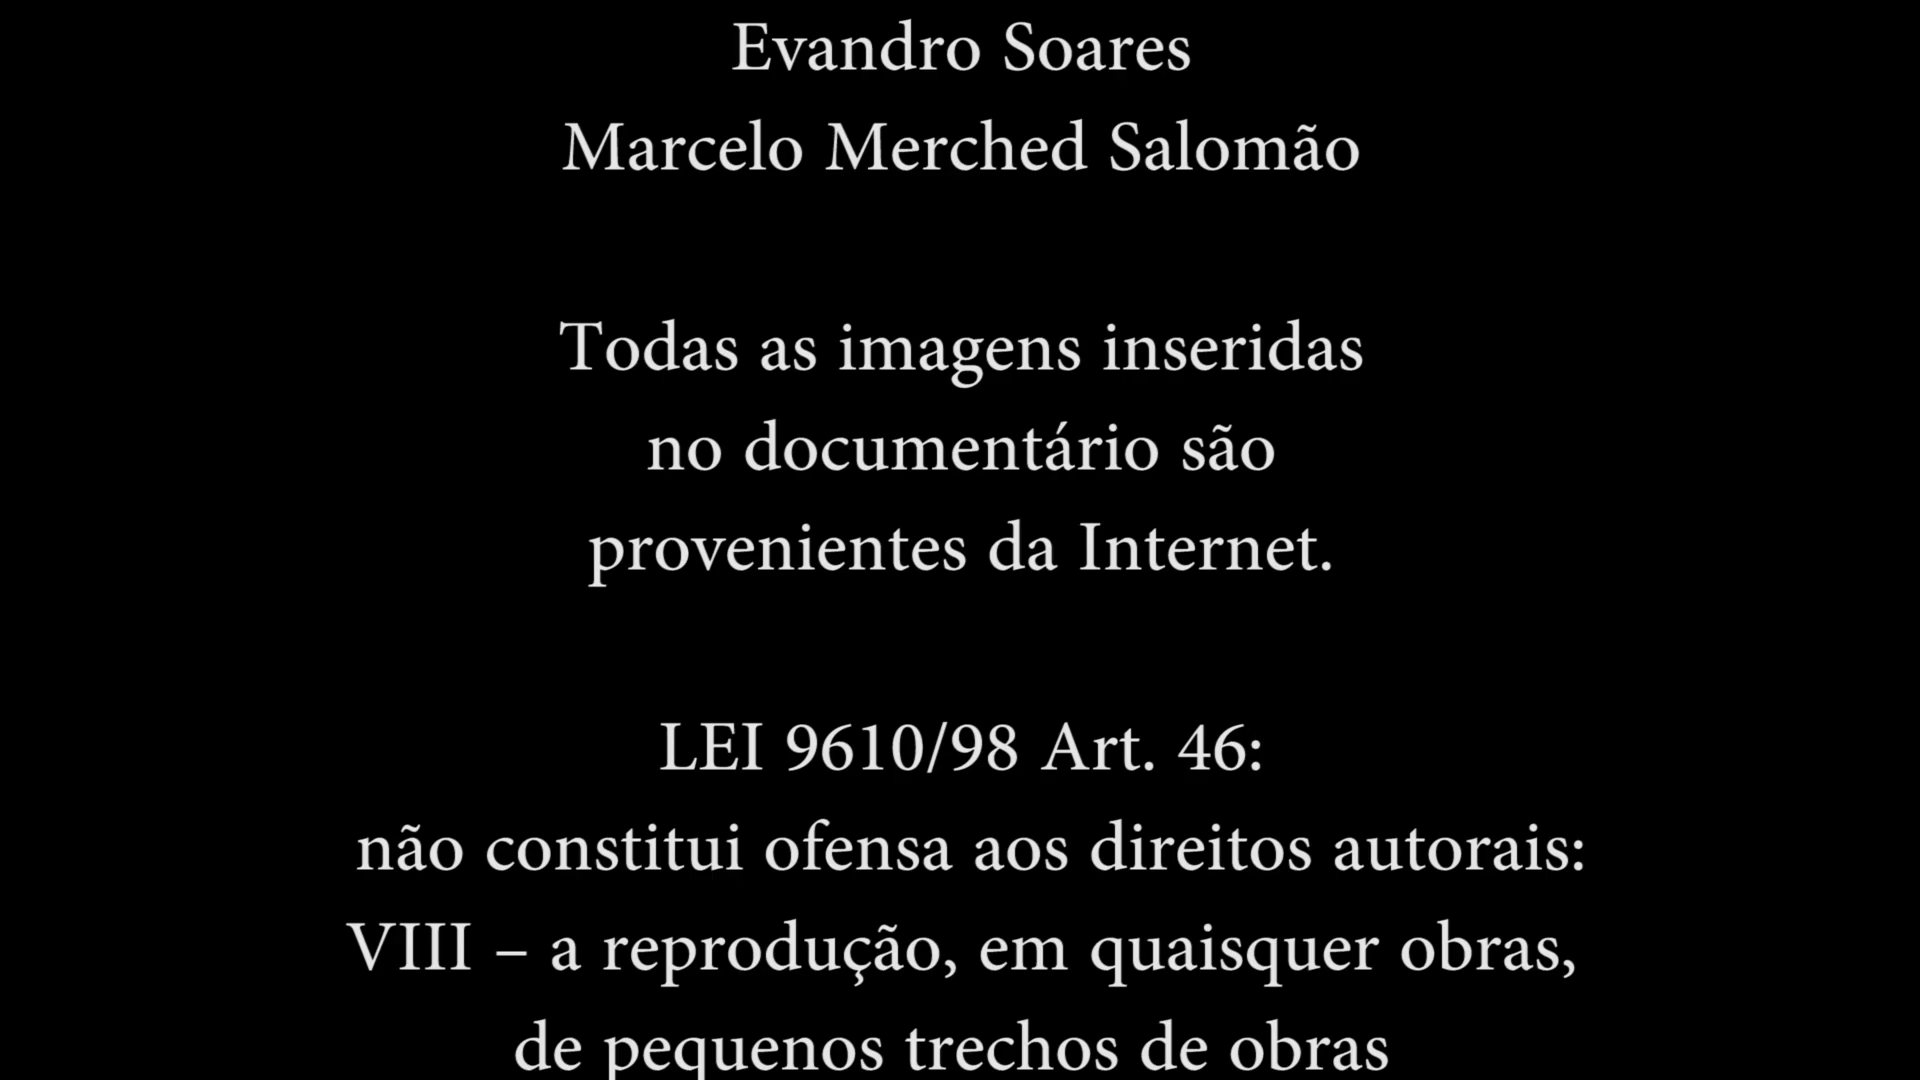 Evandro Soares
Marcelo Merched Salomão
Todas as imagens inseridas
no documentário são
provenientes da Internet.
LEI 9610/98 Art. 46:
não constitui ofensa aos direitos autorais:
VIII – a reprodução, em quaisquer obras,
de pequenos trechos de obras